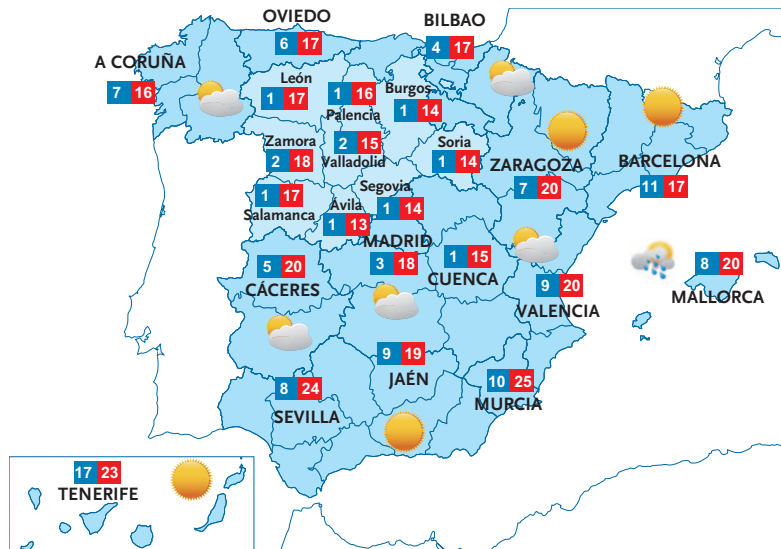 OVIEDO
6 17
BILBAO
4 17
A CORUÑA
7 16
León
1 17
1 16
Palencia
Burgos
1 14
Zamora
2 18
2 15
Valladolid
Soria
1 14
ZARAGOZA
7 20
BARCELONA
11 17
1 17
Salamanca
Ávila
1 13
Segovia
1 14
MADRID
3 18
1 15
CUENCA
5 20
CÁCERES
9 20
VALENCIA
8 20
MALLORCA
9 19
JAÉN
10 25
MURCIA
8 24
SEVILLA
17 23
TENERIFE